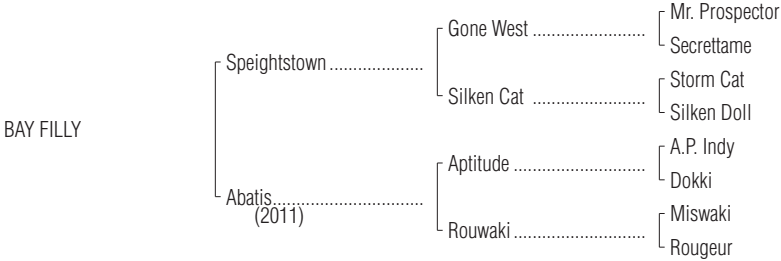 Mr. Prospector
Gone West ........................
Secrettame
Speightstown ....................
Storm Cat
Silken Cat ........................
Silken Doll
BAY FILLY
A.P. Indy
Aptitude ............................
Dokki
Abatis................................
(2011)
Miswaki
Rouwaki ............................
Rougeur